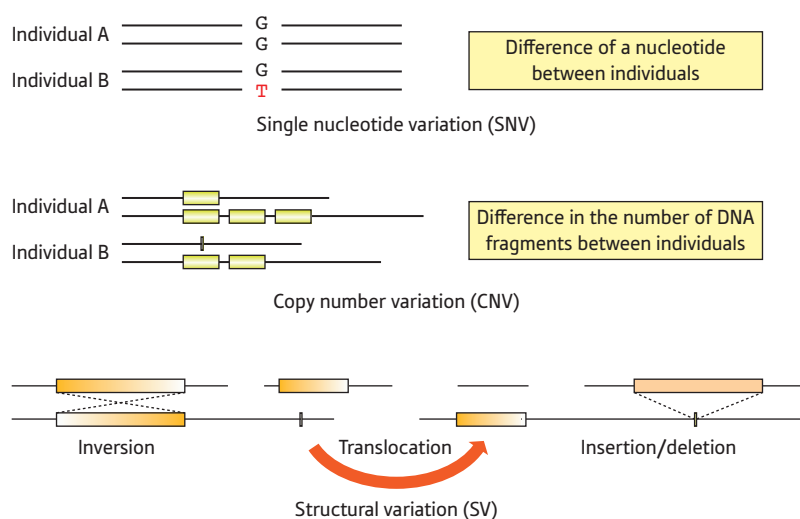 Individual A
G
G
Individual B
G
T
Difference of a nucleotide
between individuals
Single nucleotide variation (SNV)
Individual A
Individual B
Difference in the number of DNA
fragments between individuals
Copy number variation (CNV)
Inversion
Translocation
Insertion/deletion
Structural variation (SV)